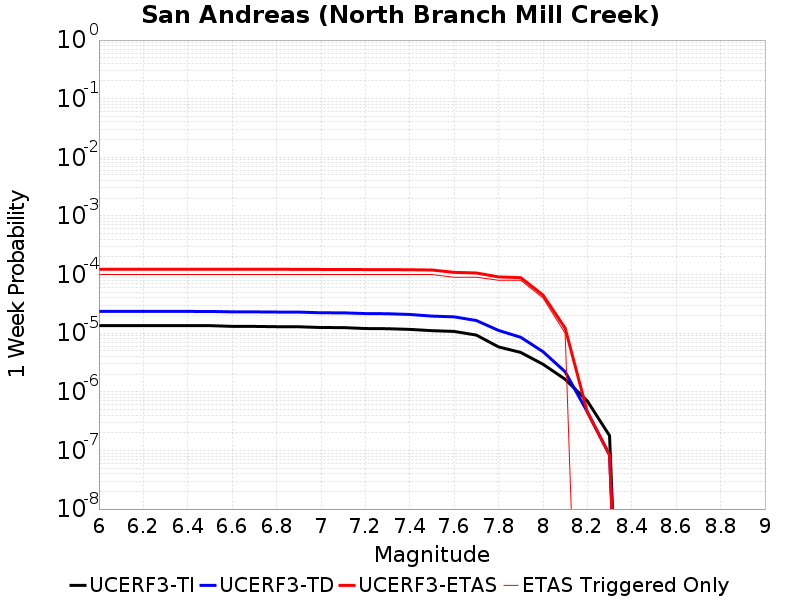 San Andreas (North Branch Mill Creek)
10^0
10^-1
10^-2
10^-3
10^-4
10^-5
10^-6
10^-7
10^-8
1 Week Probability
6 6.2 6.4 6.6 6.8 7 7.2 7.4 7.6 7.8 8 8.2 8.4 8.6 8.8 9
Magnitude
UCERF3-TI UCERF3-TD UCERF3-ETAS ETAS Triggered Only